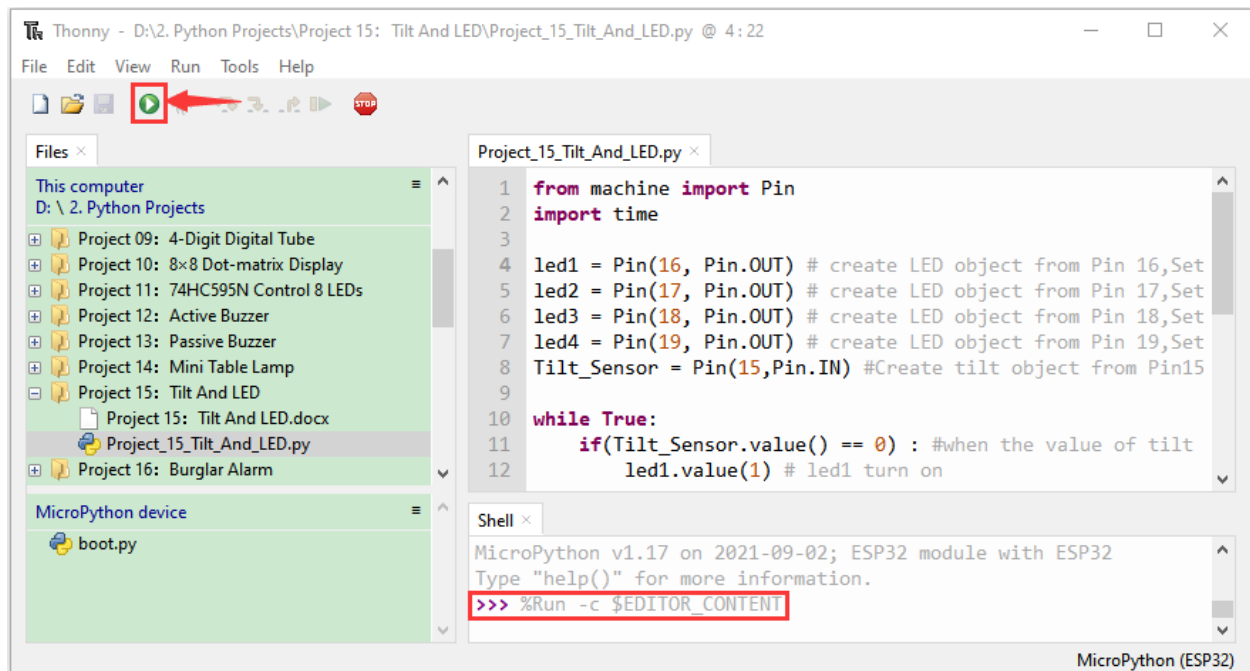 Thonny - D:\2. Python Projects\Project 15: Tilt And LED\Project_15_Tilt_And_LED.py @ 4:22
File Edit View Run Tools Help
STOP
Files
This computer
D: \ 2. Python Projects
Project 09: 4-Digit Digital Tube
Project 10: 8×8 Dot-matrix Display
Project 11: 74HC595N Control 8 LEDs
Project 12: Active Buzzer
Project 13: Passive Buzzer
Project 14: Mini Table Lamp
Project 15: Tilt And LED
Project 15: Tilt And LED.docx
Project_15_Tilt_And_LED.py
Project 16: Burglar Alarm
MicroPython device
boot.py
Project_15_Tilt_And_LED.py
1 from machine import Pin
2 import time
3
4 led1 = Pin(16, Pin.OUT) # create LED object from Pin 16,Set
5 led2 = Pin(17, Pin.OUT) # create LED object from Pin 17,Set
6 led3 = Pin(18, Pin.OUT) # create LED object from Pin 18,Set
7 led4 = Pin(19, Pin.OUT) # create LED object from Pin 19,Set
8 Tilt_Sensor = Pin(15,Pin.IN) #Create tilt object from Pin15
9
10 while True:
11     if(Tilt_Sensor.value() == 0) : #when the value of tilt
12         led1.value(1) # led1 turn on
Shell
MicroPython v1.17 on 2021-09-02; ESP32 module with ESP32
Type "help()" for more information.
>>> %Run -c $EDITOR_CONTENT
MicroPython (ESP32)